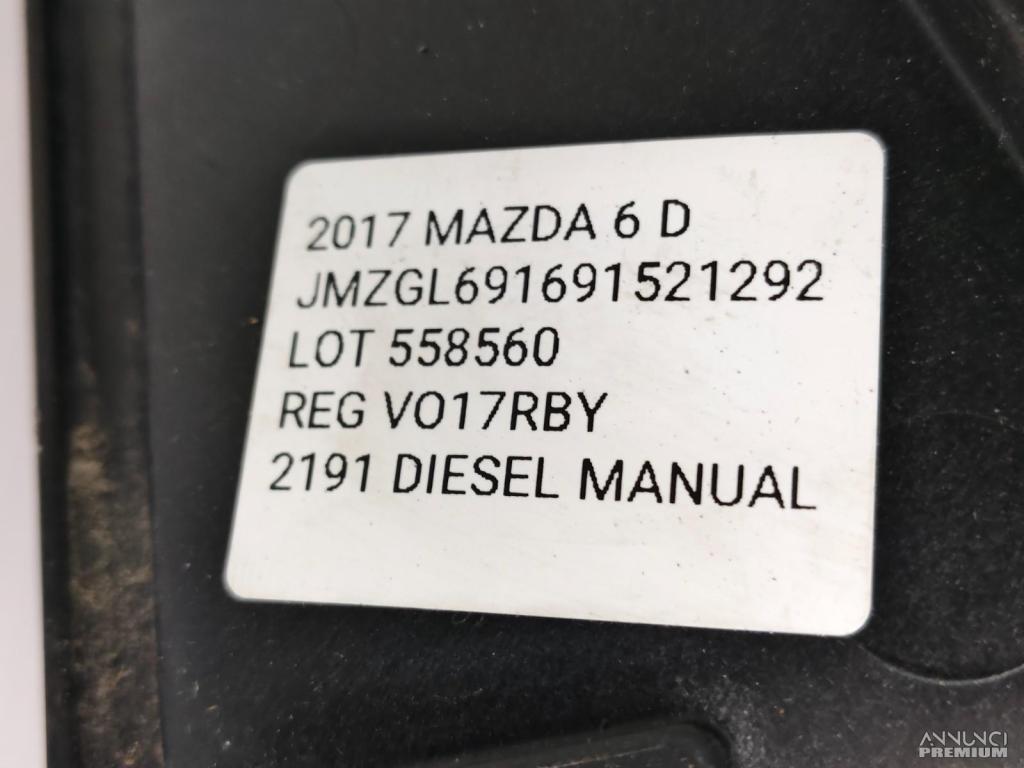 2017 MAZDA 6 D
JMZGL691691521292
LOT 558560
REG VO17RBY
2191 DIESEL MANUAL
ANNUNCI
PREMIUM